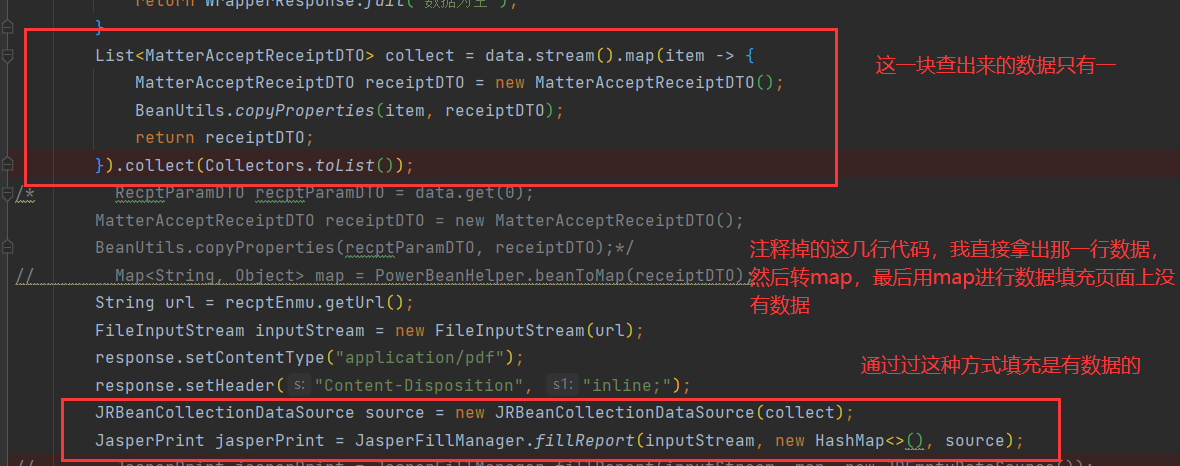 return WrapperResponse.fail("数据为空");
}
List<MatterAcceptReceiptDTO> collect = data.stream().map(item -> {
这一块查出来的数据只有一
MatterAcceptReceiptDTO receiptDTO = new MatterAcceptReceiptDTO();
BeanUtils.copyProperties(item, receiptDTO);
return receiptDTO;
}).collect(Collectors.toList());
/* RecptParamDTO recptParamDTO = data.get(0);
MatterAcceptReceiptDTO receiptDTO = new MatterAcceptReceiptDTO();
BeanUtils.copyProperties(recptParamDTO, receiptDTO);*/
// Map<String, Object> map = PowerBeanHelper.beanToMap(receiptDTO);
注释掉的这几行代码，我直接拿出那一行数据，
然后转map，最后用map进行数据填充页面上没
有数据
String url = recptEnmu.getUrl();
FileInputStream inputStream = new FileInputStream(url);
response.setContentType("application/pdf");
通过过这种方式填充是有数据的
response.setHeader( s: "Content-Disposition", s1: "inline;");
JRBeanCollectionDataSource source = new JRBeanCollectionDataSource(collect);
JasperPrint jasperPrint = JasperFillManager.fillReport(inputStream, new HashMap<>(), source);
// JasperPrint jasperPrint = JasperFillManager.fillReport(inputStream, map, new JREmptyDataSource());